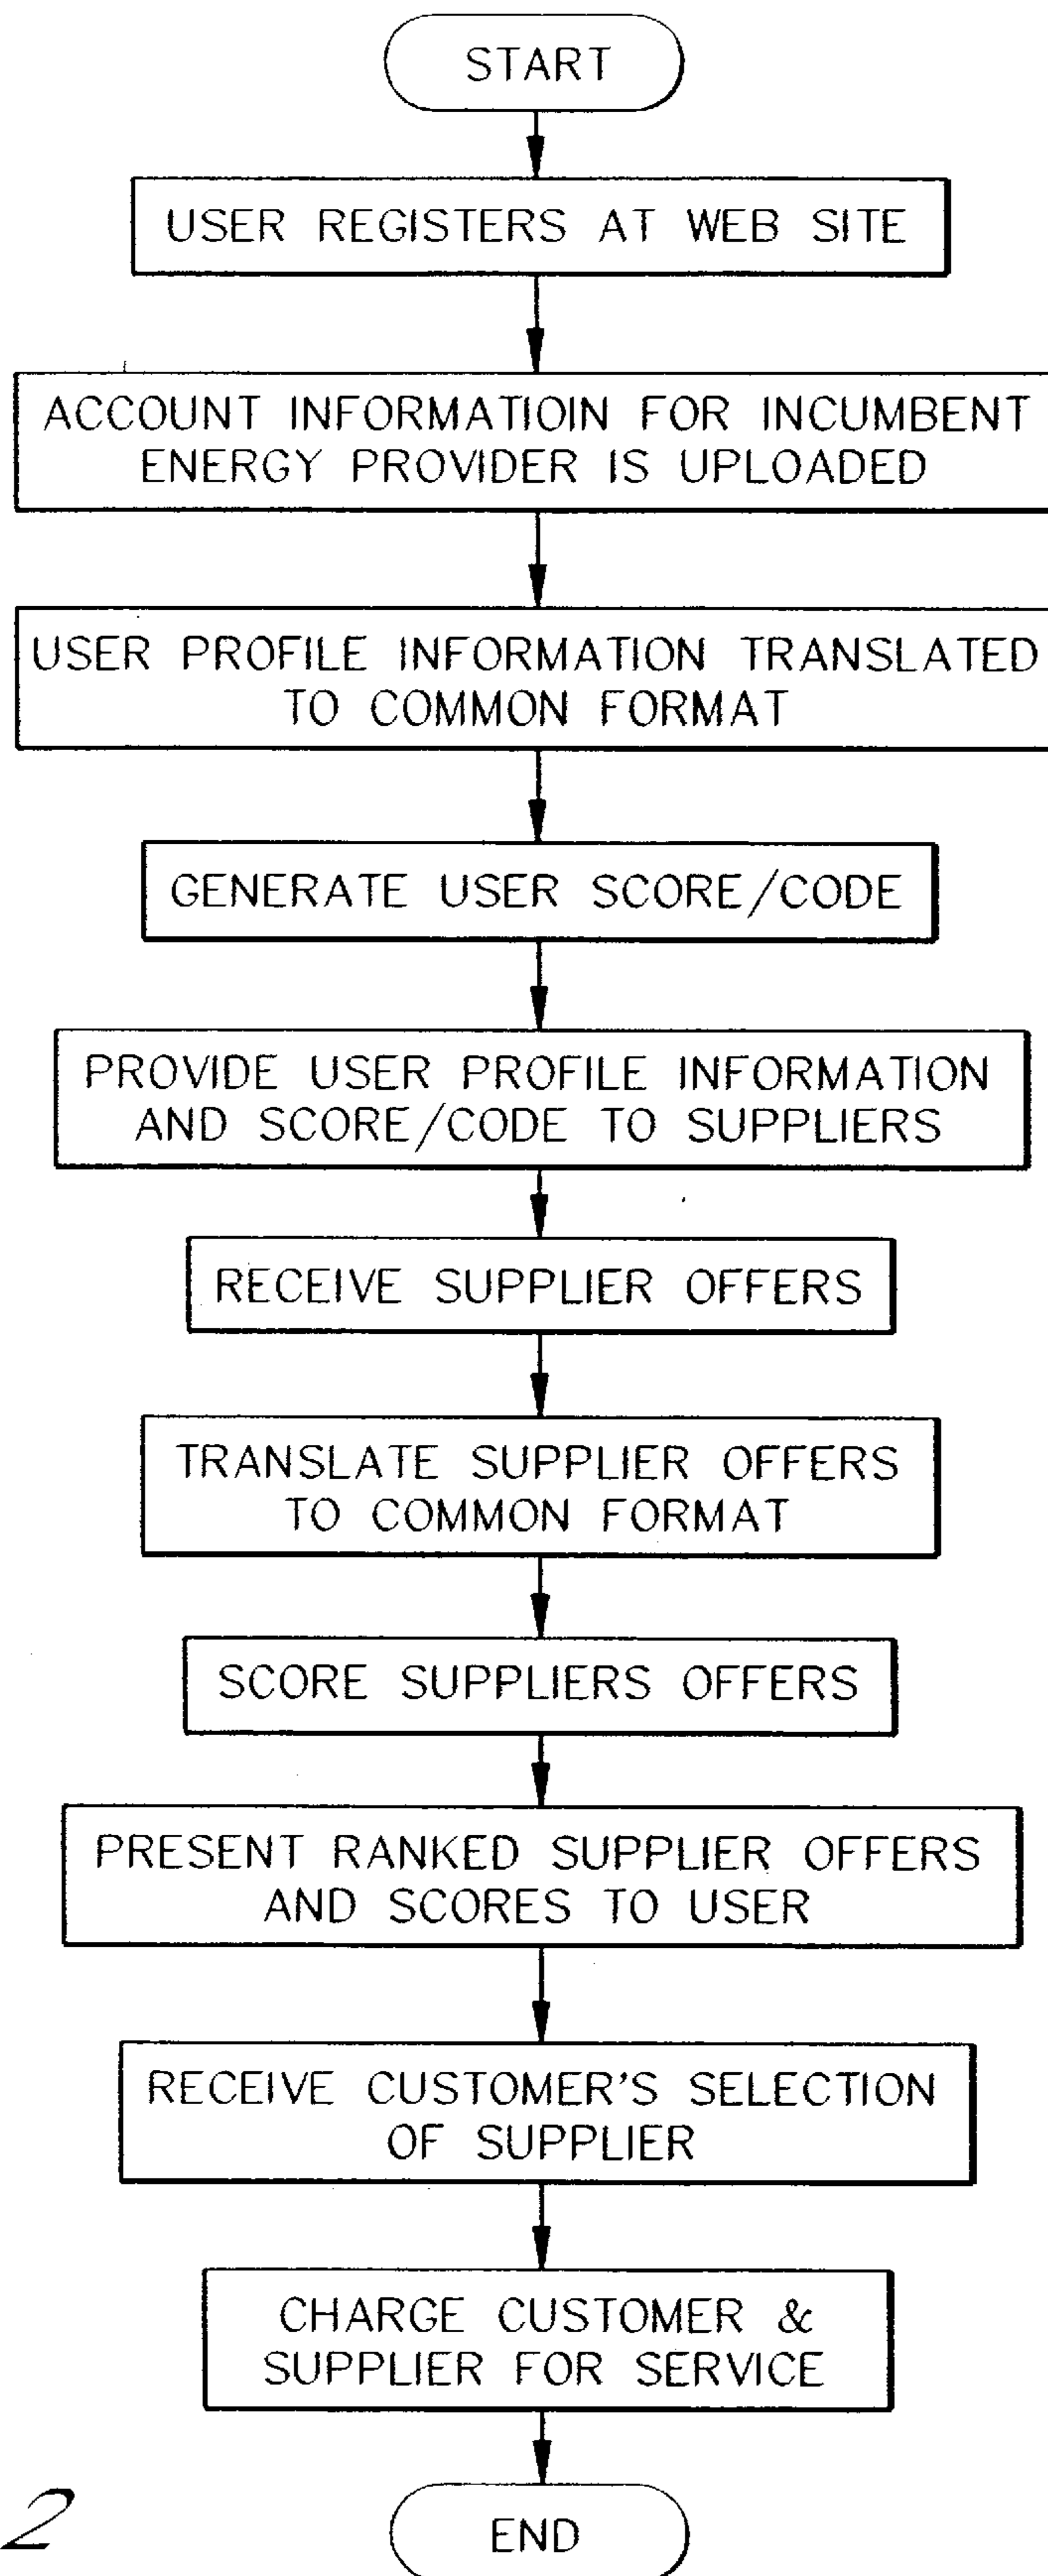 START
USER REGISTERS AT WEB SITE
ACCOUNT INFORMATIOIN FOR INCUMBENT
ENERGY PROVIDER IS UPLOADED
USER PROFILE INFORMATION TRANSLATED
TO COMMON FORMAT
GENERATE USER SCORE/CODE
PROVIDE USER PROFILE INFORMATION
AND SCORE/CODE TO SUPPLIERS
RECEIVE SUPPLIER OFFERS
TRANSLATE SUPPLIER OFFERS
TO COMMON FORMAT
SCORE SUPPLIERS OFFERS
PRESENT RANKED SUPPLIER OFFERS
AND SCORES TO USER
RECEIVE CUSTOMER'S SELECTION
OF SUPPLIER
CHARGE CUSTOMER &
SUPPLIER FOR SERVICE
END
2